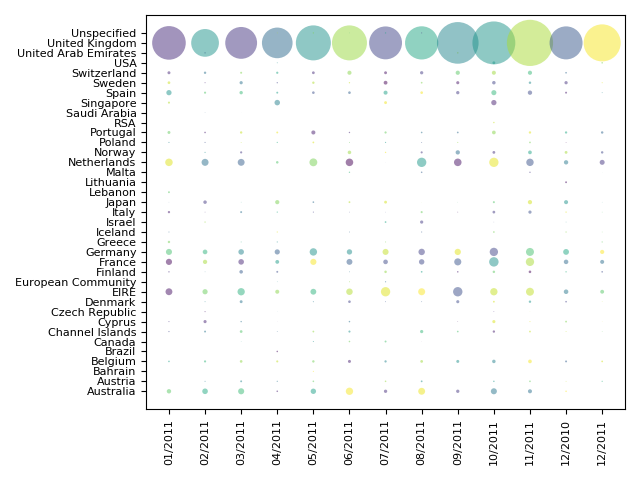 Unspecified
United Kingdom
United Arab Emirates
USA
Switzerland
Sweden
Spain
Singapore
Saudi Arabia
RSA
Portugal
Poland
Norway
Netherlands
Malta
Lithuania
Lebanon
Japan
Italy
Israel
Iceland
Greece
Germany
France
Finland
European Community
EIRE
Denmark
Czech Republic
Cyprus
Channel Islands
Canada
Brazil
Belgium
Bahrain
Austria
Australia
01/2011
02/2011
03/2011
04/2011
05/2011
06/2011
07/2011
08/2011
09/2011
10/2011
11/2011
12/2010
12/2011